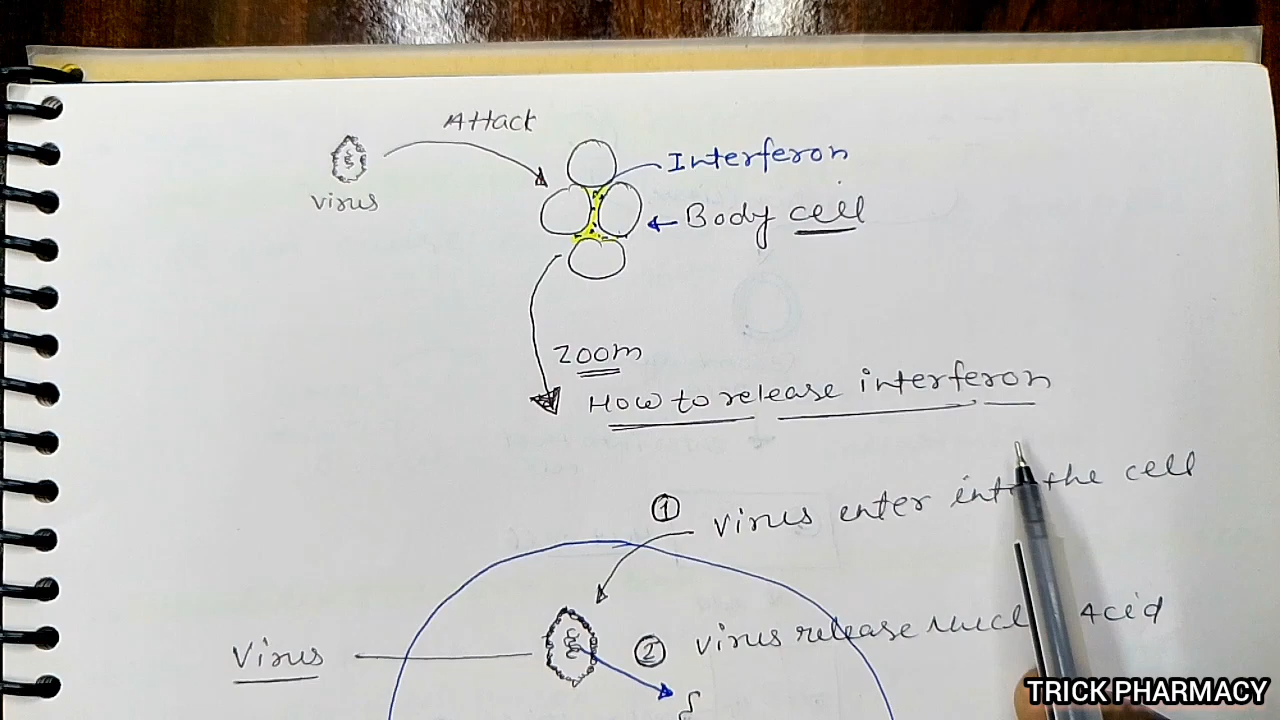 Attack
virus
Interferon
Body cell
Zoom
How to release interferon
① virus enter into the cell
② virus release Acid
Virus
TRICK PHARMACY